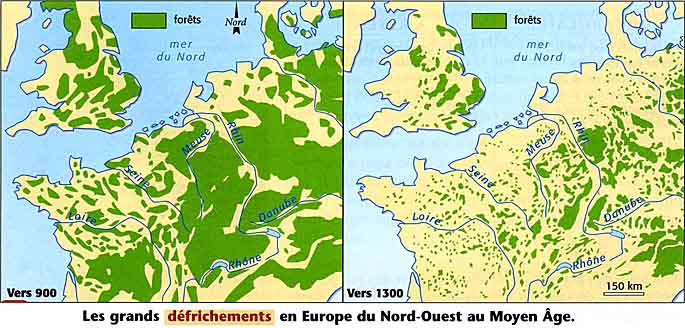 forêts
Nord
mer
du Nord
Meuse
Rhin
Seine
Loire
Danube
Rhône
Vers 900
forêts
mer
du Nord
Meuse
Rhin
Seine
Loire
Danube
Rhône
Vers 1300
150 km
Les grands défrichements en Europe du Nord-Ouest au Moyen Âge.